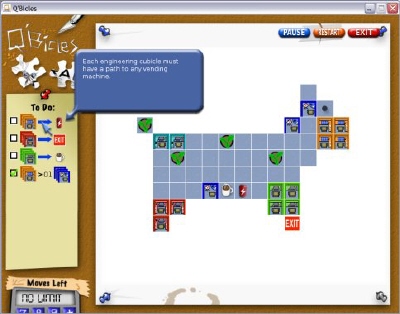 Q'Bicles
Q'Bicles
PAUSE
RESTART
EXIT
Each engineering cubicle must
have a path to any vending
machine.
To Do:
EXIT
>01
EXIT
Moves Left
NO LIMIT